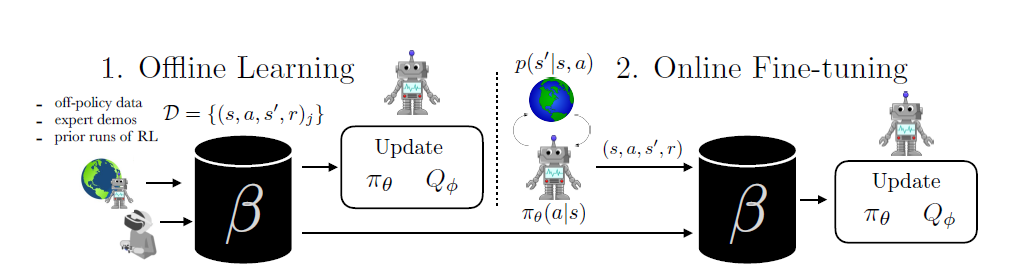 1. Offline Learning
- off-policy data
- expert demos
- prior runs of RL
𝒟 = {(s, a, s′, r)ⱼ}
β
Update
π_θ Q_ϕ
p(s′|s, a)
π_θ(a|s)
2. Online Fine-tuning
(s, a, s′, r)
β
Update
π_θ Q_ϕ